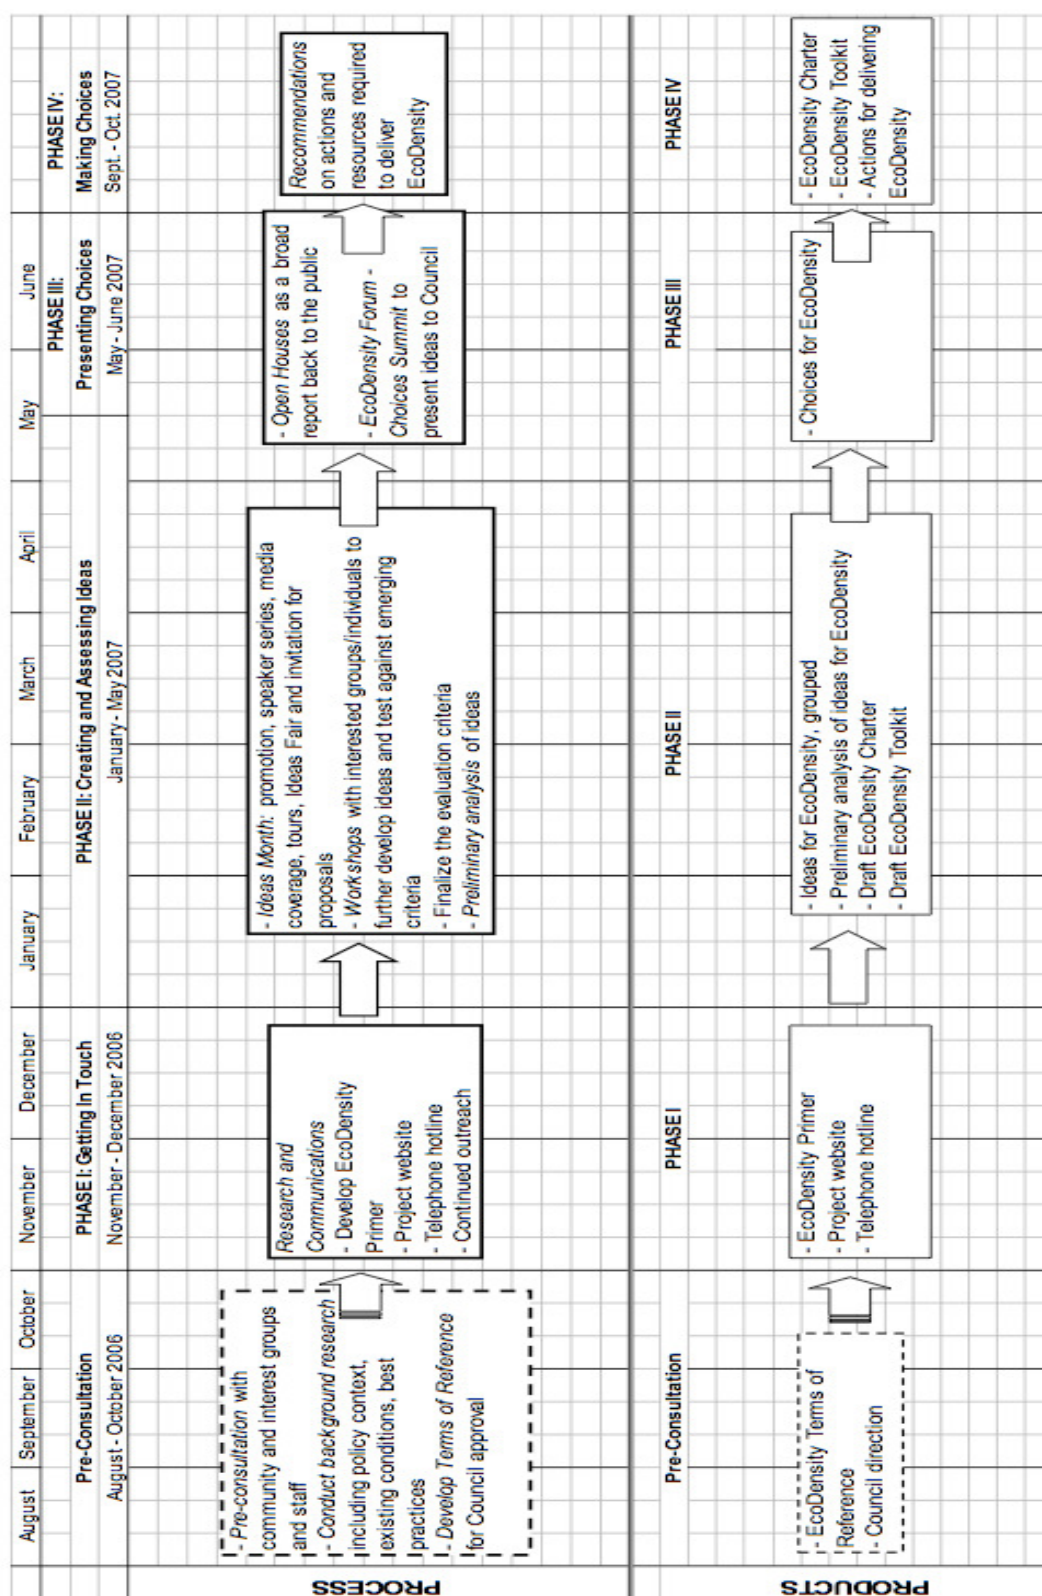 August
September
October
November
December
January
February
March
April
May
June
Pre-Consultation
August - October 2006
PHASE I: Getting In Touch
November - December 2006
PHASE II: Creating and Assessing Ideas
January - May 2007
PHASE III:
Presenting Choices
May - June 2007
PHASE IV:
Making Choices
Sept. - Oct. 2007
PROCESS
- Pre-consultation with
community and interest groups
and staff
- Conduct background research
including policy context,
existing conditions, best
practices
- Develop Terms of Reference
for Council approval
Research and
Communications
- Develop EcoDensity
Primer
- Project website
- Telephone hotline
- Continued outreach
- Ideas Month: promotion, speaker series, media
coverage, tours, Ideas Fair and invitation for
proposals
- Workshops with interested groups/individuals to
further develop ideas and test against emerging
criteria
- Finalize the evaluation criteria
- Preliminary analysis of ideas
- Open Houses as a broad
report back to the public
- EcoDensity Forum -
Choices Summit to
present ideas to Council
Recommendations
on actions and
resources required
to deliver
EcoDensity
PRODUCTS
Pre-Consultation
PHASE I
PHASE II
PHASE III
PHASE IV
- EcoDensity Terms of
Reference
- Council direction
- EcoDensity Primer
- Project website
- Telephone hotline
- Ideas for EcoDensity, grouped
- Preliminary analysis of ideas for EcoDensity
- Draft EcoDensity Charter
- Draft EcoDensity Toolkit
- Choices for EcoDensity
- EcoDensity Charter
- EcoDensity Toolkit
- Actions for delivering
EcoDensity